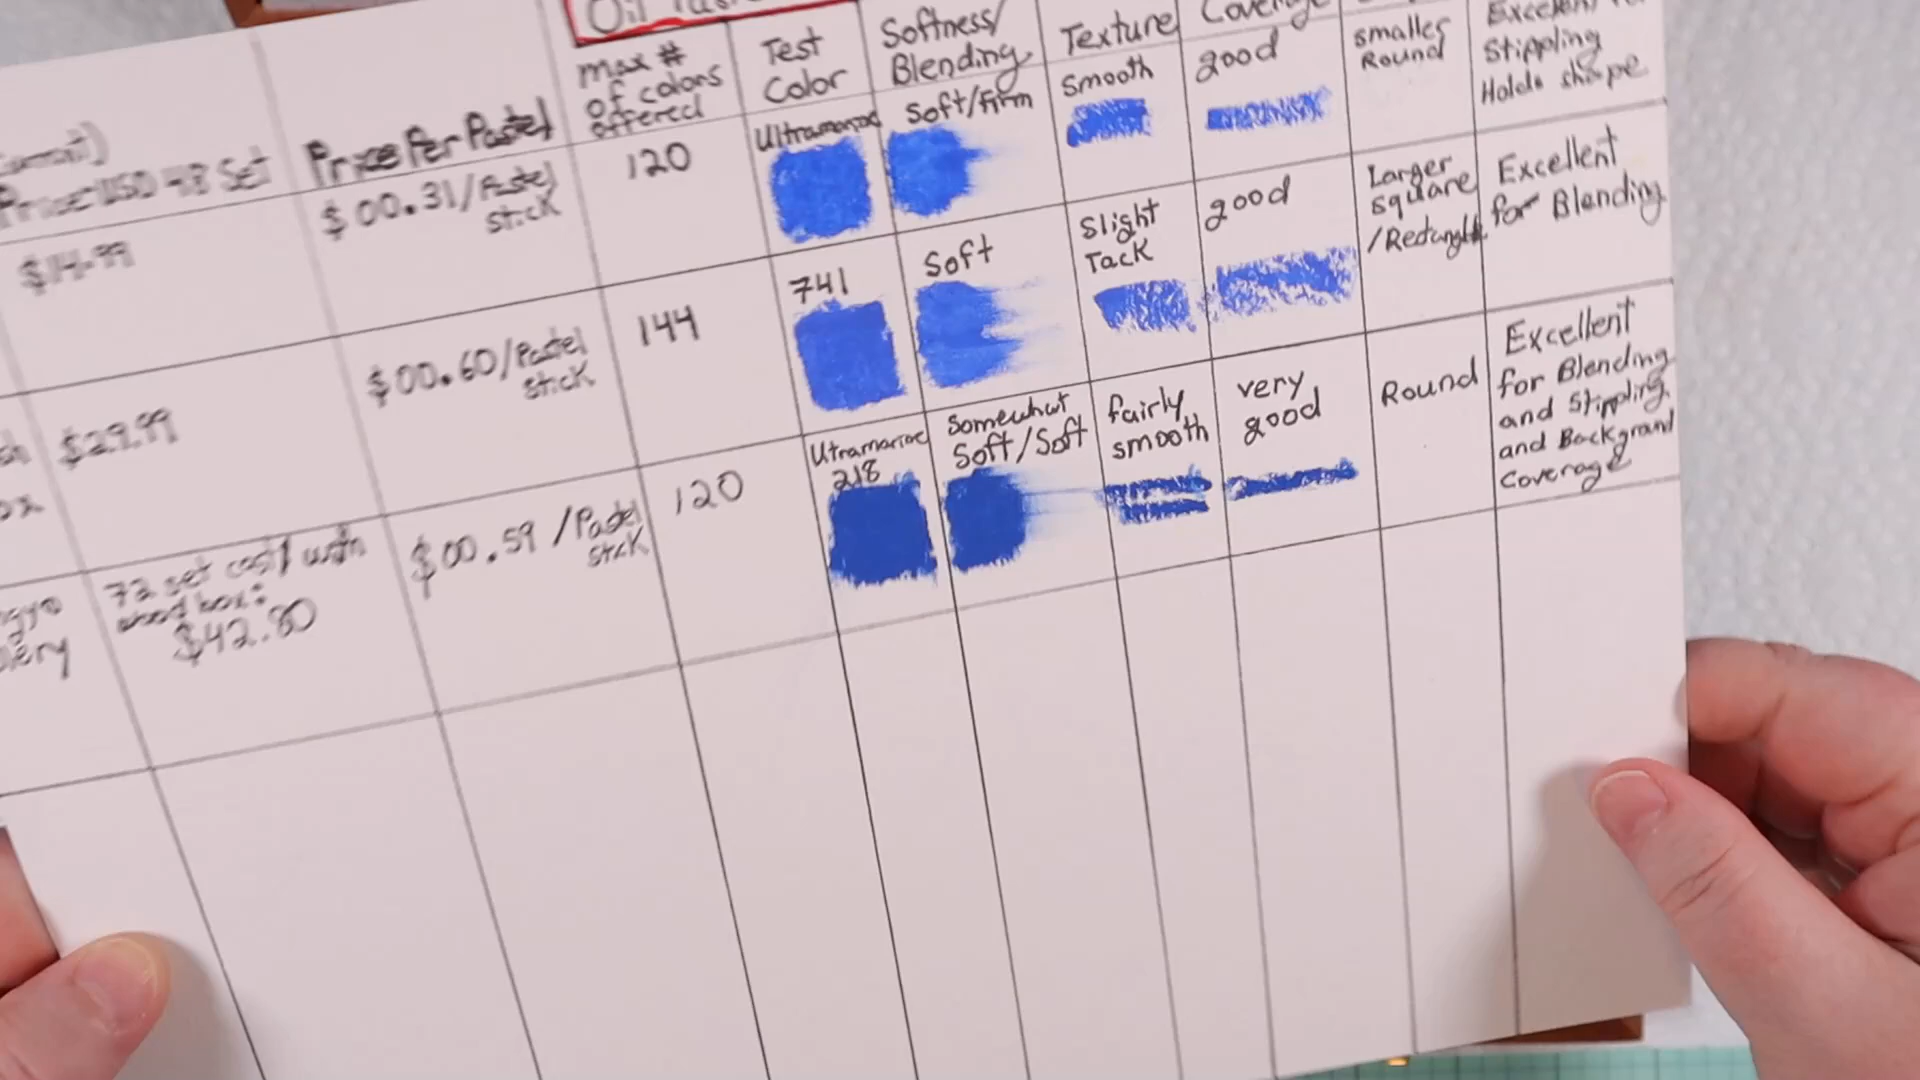 Oil
max #
of colors
offered
Test
Color
Softness/
Blending
Texture
Coverage
Price USD 48 Set
Price Per Pastel
$14.99
$00.31/Pastel
stick
120
Ultramarine
Soft/Firm
smooth
good
smaller
Round
Excellent
Stippling
Holds shape
$29.99
$00.60/Pastel
stick
144
741
Soft
Slight
Tack
good
Larger
square
/Rectangle
Excellent
for Blending
72 set cost with
wood box:
$42.80
$00.59/Pastel
stick
120
Utramarine
218
Somewhat
Soft/Soft
fairly
smooth
very
good
Round
Excellent
for Blending
and Stippling
and Background
Coverage